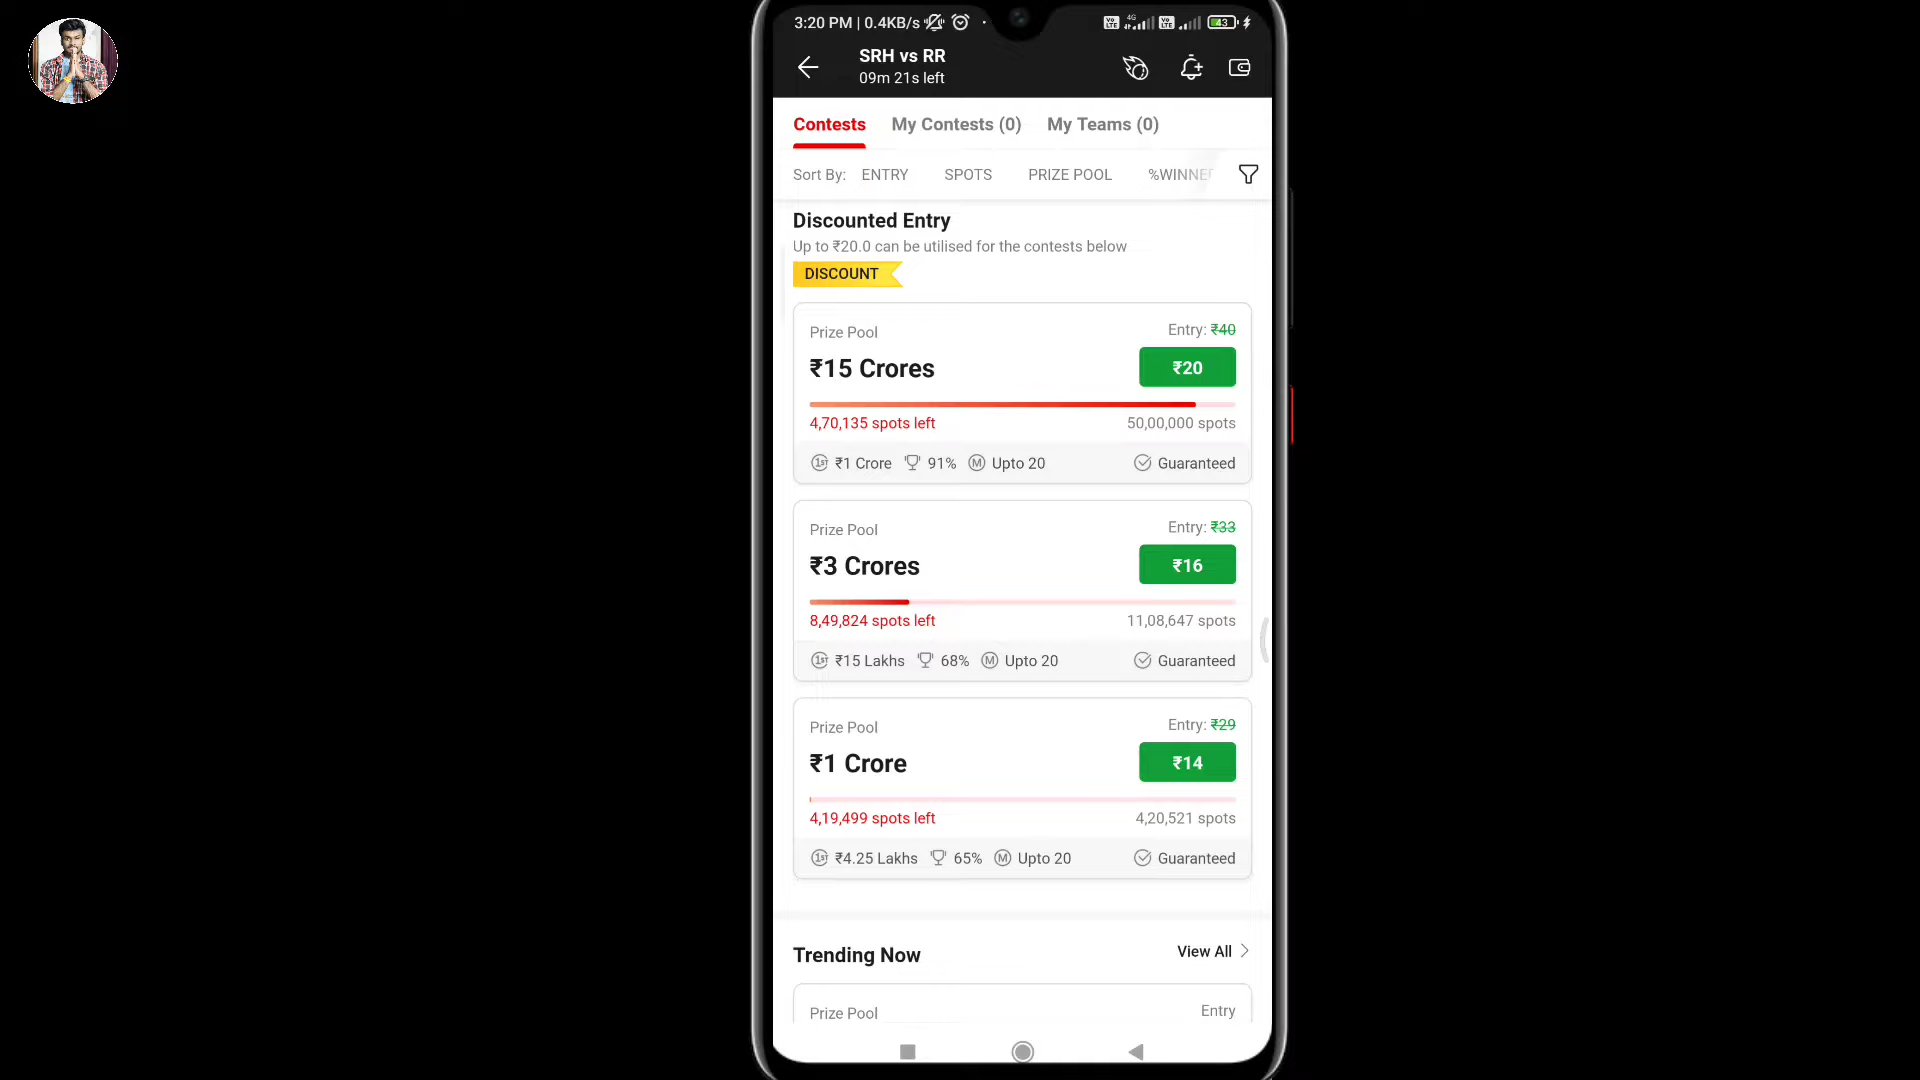 3:20 PM | 0.4KB/s
4G
43
SRH vs RR
09m 21s left
Contests My Contests (0) My Teams (0)
Sort By: ENTRY SPOTS PRIZE POOL
Discounted Entry
Up to ₹20.0 can be utilised for the contests below
DISCOUNT
Prize Pool Entry: ₹40
₹15 Crores ₹20
4,70,135 spots left 50,00,000 spots
1st ₹1 Crore 91% M Upto 20 Guaranteed
Prize Pool Entry: ₹33
₹3 Crores ₹16
8,49,824 spots left 11,08,647 spots
1st ₹15 Lakhs 68% M Upto 20 Guaranteed
Prize Pool Entry: ₹29
₹1 Crore ₹14
4,19,499 spots left 4,20,521 spots
1st ₹4.25 Lakhs 65% M Upto 20 Guaranteed
Trending Now View All
Prize Pool Entry